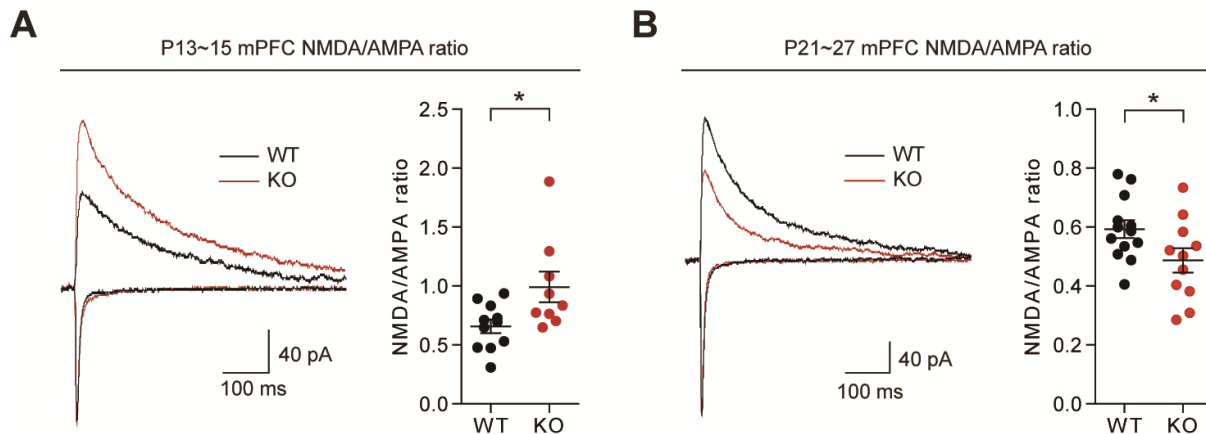 A
P13~15 mPFC NMDA/AMPA ratio
WT
KO
40 pA
100 ms
NMDA/AMPA ratio
2.5
2.0
1.5
1.0
0.5
0.0
*
WT KO
B
P21~27 mPFC NMDA/AMPA ratio
WT
KO
40 pA
100 ms
NMDA/AMPA ratio
1.0
0.8
0.6
0.4
0.2
0.0
*
WT KO